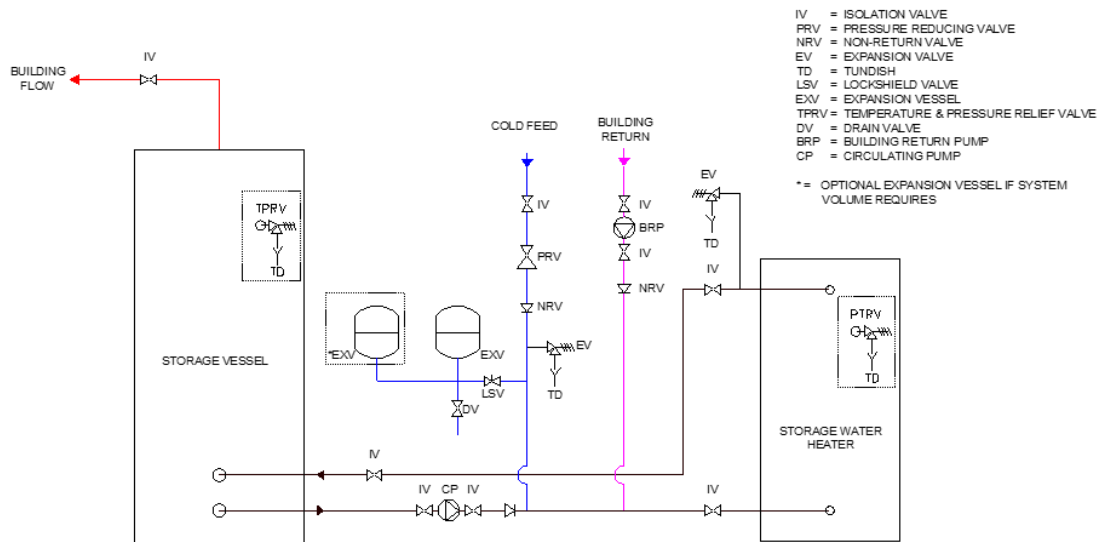 IV = ISOLATION VALVE
PRV = PRESSURE REDUCING VALVE
NRV = NON-RETURN VALVE
EV = EXPANSION VALVE
TD = TUNDISH
LSV = LOCKSHIELD VALVE
EXV = EXPANSION VESSEL
TPRV = TEMPERATURE & PRESSURE RELIEF VALVE
DV = DRAIN VALVE
BRP = BUILDING RETURN PUMP
CP = CIRCULATING PUMP
* = OPTIONAL EXPANSION VESSEL IF SYSTEM
VOLUME REQUIRES
IV
BUILDING
FLOW
COLD FEED
BUILDING
RETURN
TPRV
TD
IV
PRV
NRV
IV
BRP
IV
NRV
EV
TD
IV
*EXV
EXV
LSV
DV
EV
TD
PTRV
TD
STORAGE VESSEL
STORAGE WATER
HEATER
IV
IV
CP
IV
IV